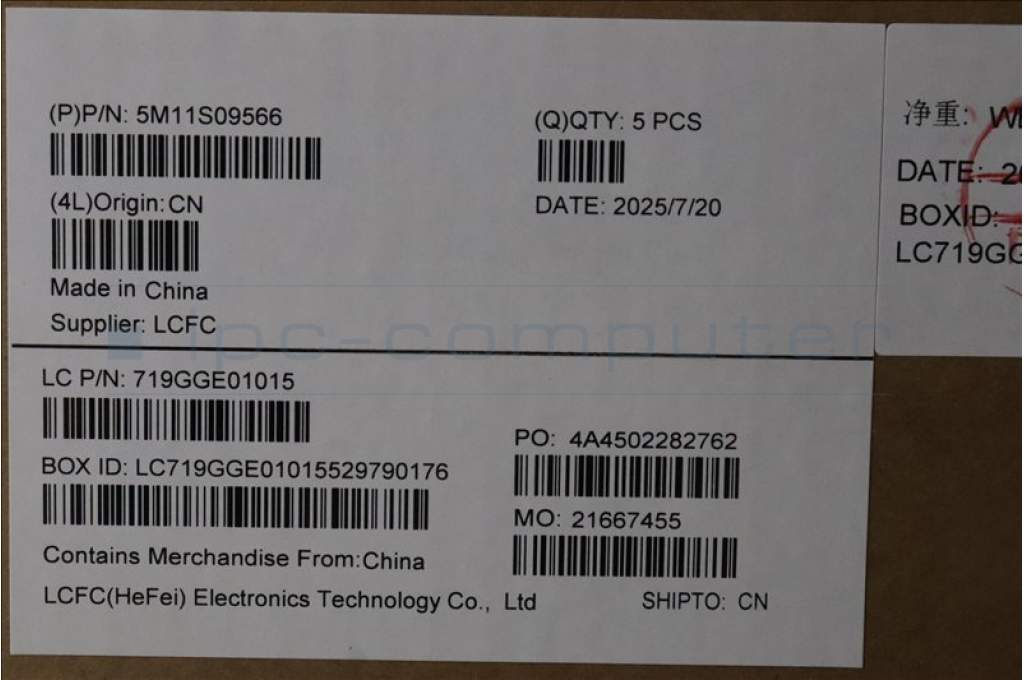 (P)P/N: 5M11S09566
(Q)QTY: 5 PCS
(4L)Origin: CN
DATE: 2025/7/20
Made in China
Supplier: LCFC
ipc-computer
LC P/N: 719GGE01015
PO: 4A4502282762
BOX ID: LC719GGE01015529790176
MO: 21667455
Contains Merchandise From:China
LCFC(HeFei) Electronics Technology Co., Ltd
SHIPTO: CN
净重:
DATE:
BOXID: